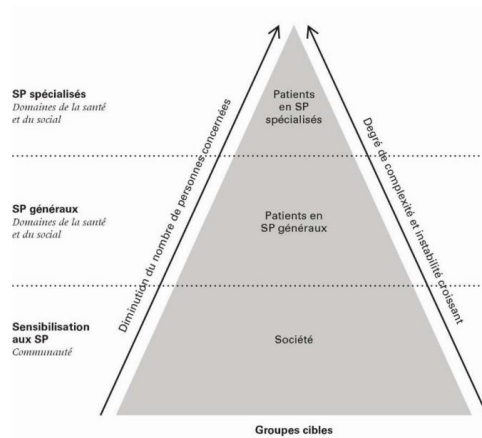 SP spécialisés
Domaines de la santé
et du social
Patients
en SP
spécialisés
SP généraux
Domaines de la santé
et du social
Patients en
SP généraux
Sensibilisation
aux SP
Communauté
Société
Diminution du nombre de personnes concernées
Degré de complexité et instabilité croissant
Groupes cibles